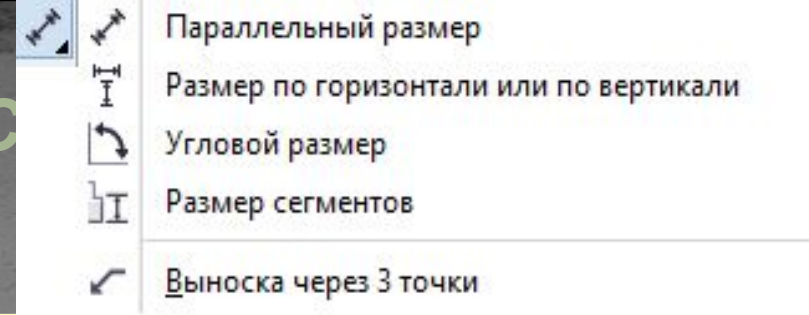 Параллельный размер
Размер по горизонтали или по вертикали
Угловой размер
Размер сегментов
Выноска через 3 точки